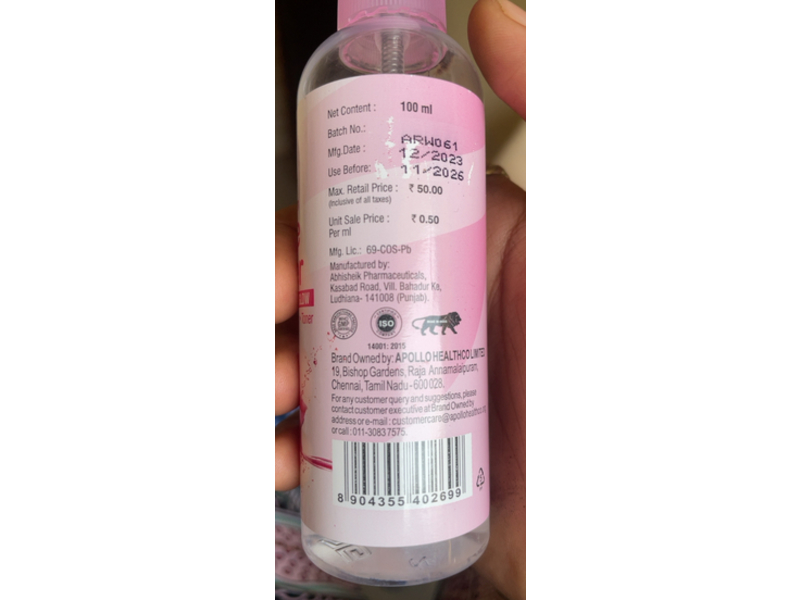 Net Content : 100 ml
Batch No.: ARW061
Mfg.Date : 12/2023
Use Before: 11/2026
Max. Retail Price : ₹ 50.00
(Inclusive of all taxes)
Unit Sale Price : ₹ 0.50
Per ml
Mfg. Lic.: 69-COS-Pb
Manufactured by:
Abhisheik Pharmaceuticals,
Kasabad Road, Vill. Bahadur Ke,
Ludhiana- 141008 (Punjab).
ISO
14001: 2015
Brand Owned by: APOLLO HEALTHCO LIMITED
19, Bishop Gardens, Raja Annamalaipuram,
Chennai, Tamil Nadu - 600 028.
For any customer query and suggestions, please
contact customer executive at Brand Owned by
address or e-mail : customercare@apollohealthco.org
or call : 011-30837575.
8 904355 402699
Toner